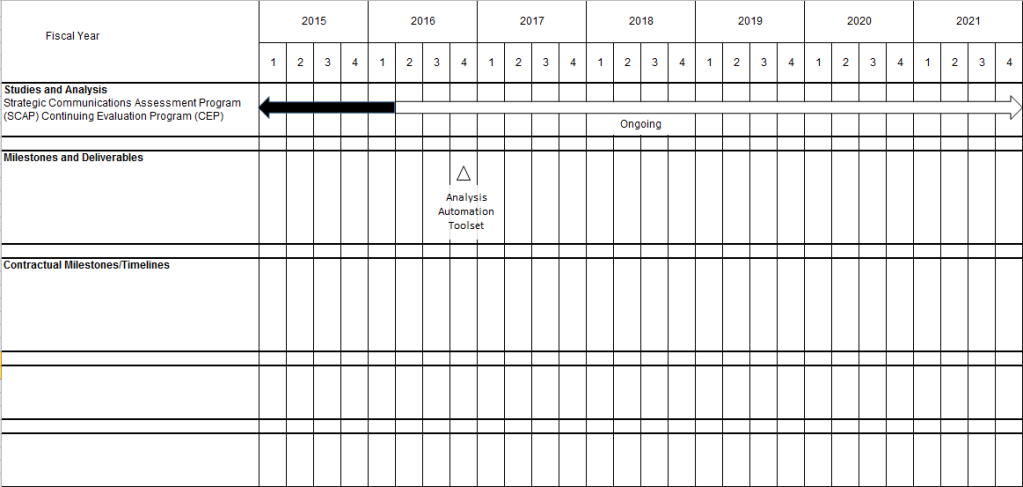 Fiscal Year
2015 2016 2017 2018 2019 2020 2021
1 2 3 4 1 2 3 4 1 2 3 4 1 2 3 4 1 2 3 4 1 2 3 4 1 2 3 4
Studies and Analysis
Strategic Communications Assessment Program
(SCAP) Continuing Evaluation Program (CEP)
Ongoing
Milestones and Deliverables
Analysis
Automation
Toolset
Contractual Milestones/Timelines